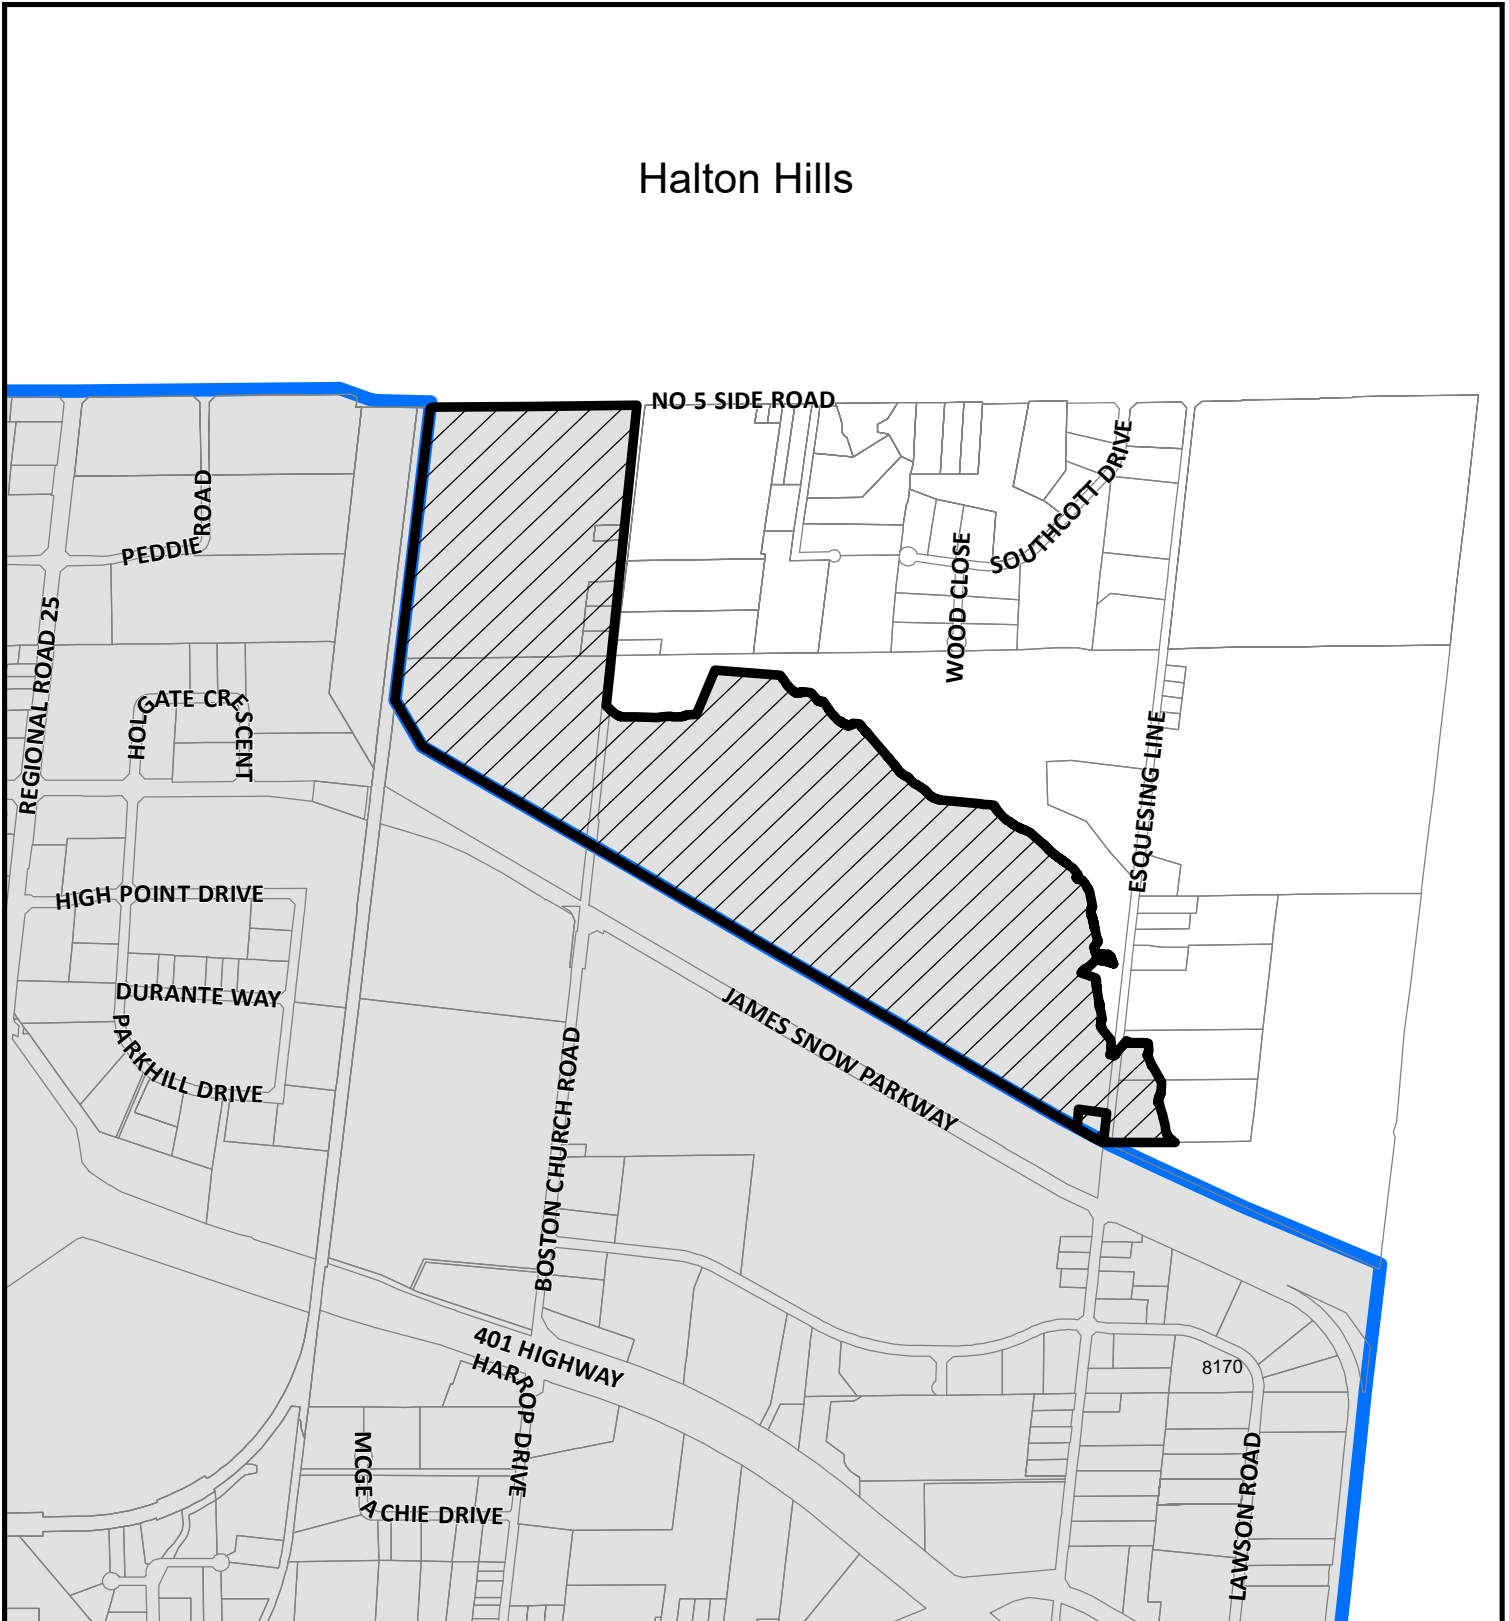 Halton Hills
NO 5 SIDE ROAD
SOUTHCOTT DRIVE
PEDDIE ROAD
WOOD CLOSE
REGIONAL ROAD 25
HOLGATE CRESCENT
ESQUESING LINE
HIGH POINT DRIVE
DURANTE WAY
PARKHILL DRIVE
JAMES SNOW PARKWAY
BOSTON CHURCH ROAD
401 HIGHWAY
HARROP DRIVE
8170
MCGEACHIE DRIVE
LAWSON ROAD